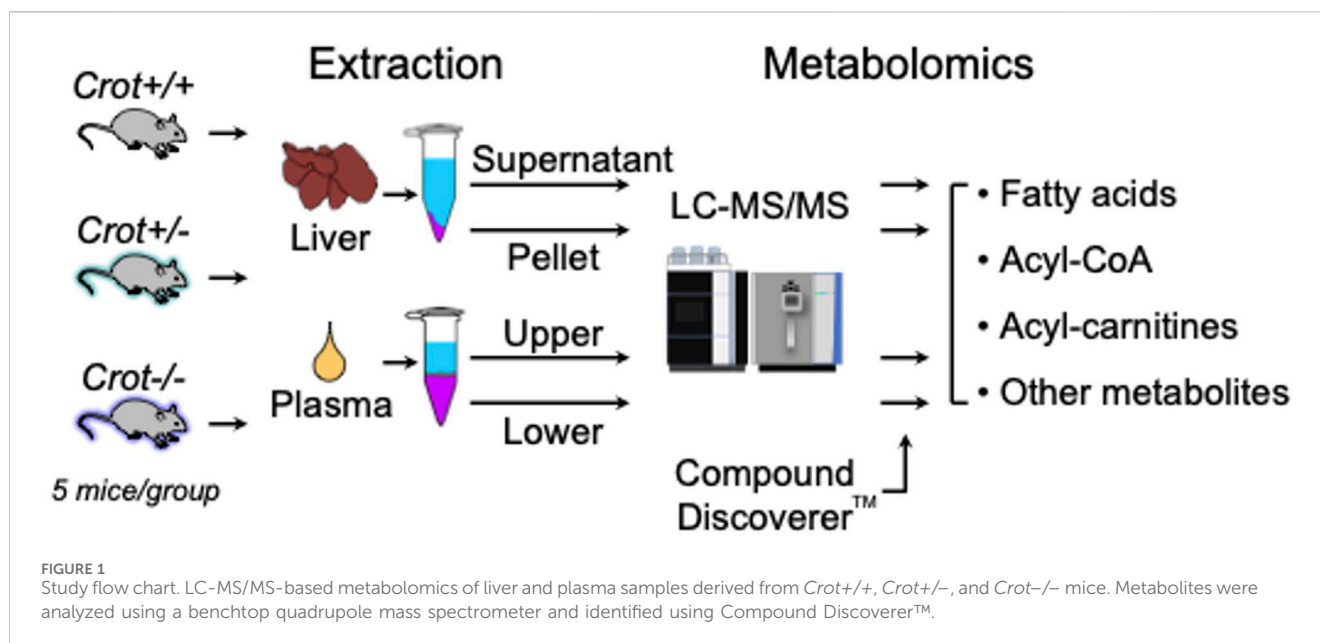 Extraction
Metabolomics
Crot+/+
Crot+/-
Crot-/-
5 mice/group
Liver
Plasma
Supernatant
Pellet
Upper
Lower
LC-MS/MS
Compound
Discoverer™
• Fatty acids
• Acyl-CoA
• Acyl-carnitines
• Other metabolites
FIGURE 1
Study flow chart. LC-MS/MS-based metabolomics of liver and plasma samples derived from Crot+/+, Crot+/−, and Crot−/− mice. Metabolites were
analyzed using a benchtop quadrupole mass spectrometer and identified using Compound Discoverer™.